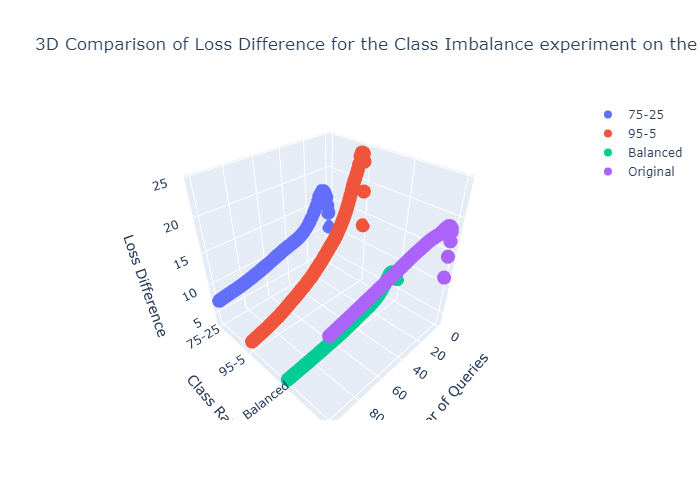 3D Comparison of Loss Difference for the Class Imbalance experiment on the
75-25
95-5
Balanced
Original
25
20
15
10
5
Loss Difference
75-25
95-5
Balanced
Class Ra
0
20
40
60
80
er of Queries